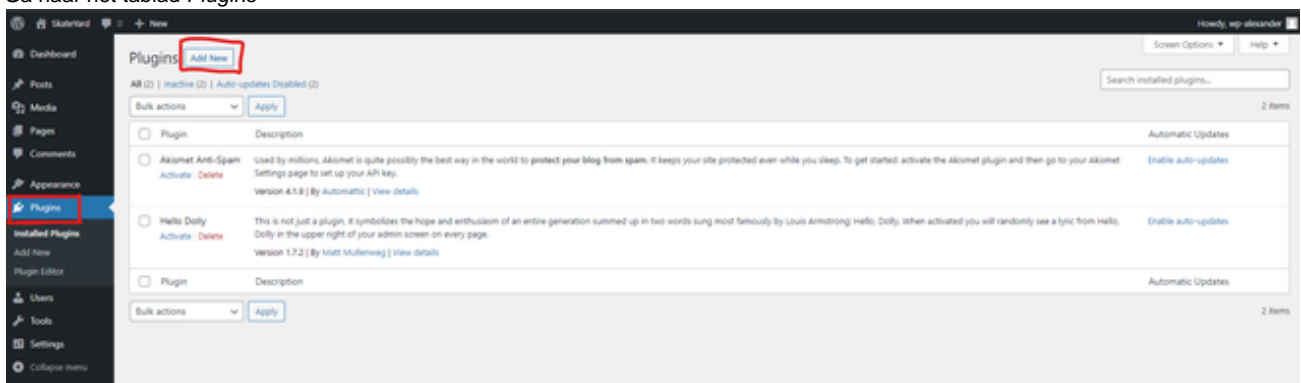 Ga naar het tabblad Plugins
SkateYard 0 New
Howdy, wp-alexander
Dashboard
Posts
Media
Pages
Comments
Appearance
Plugins
Installed Plugins
Add New
Plugin Editor
Users
Tools
Settings
Collapse menu
Screen Options Help
Plugins Add New
All (2) | Inactive (2) | Auto-updates Disabled (2)
Search installed plugins...
Bulk actions Apply
2 items
Plugin Description Automatic Updates
Akismet Anti-Spam
Activate | Delete
Used by millions, Akismet is quite possibly the best way in the world to protect your blog from spam. It keeps your site protected even while you sleep. To get started: activate the Akismet plugin and then go to your Akismet
Settings page to set up your API key.
Version 4.1.9 | By Automattic | View details
Enable auto-updates
Hello Dolly
Activate | Delete
This is not just a plugin, it symbolizes the hope and enthusiasm of an entire generation summed up in two words sung most famously by Louis Armstrong: Hello, Dolly. When activated you will randomly see a lyric from Hello,
Dolly in the upper right of your admin screen on every page.
Version 1.7.2 | By Matt Mullenweg | View details
Enable auto-updates
Plugin Description Automatic Updates
Bulk actions Apply
2 items